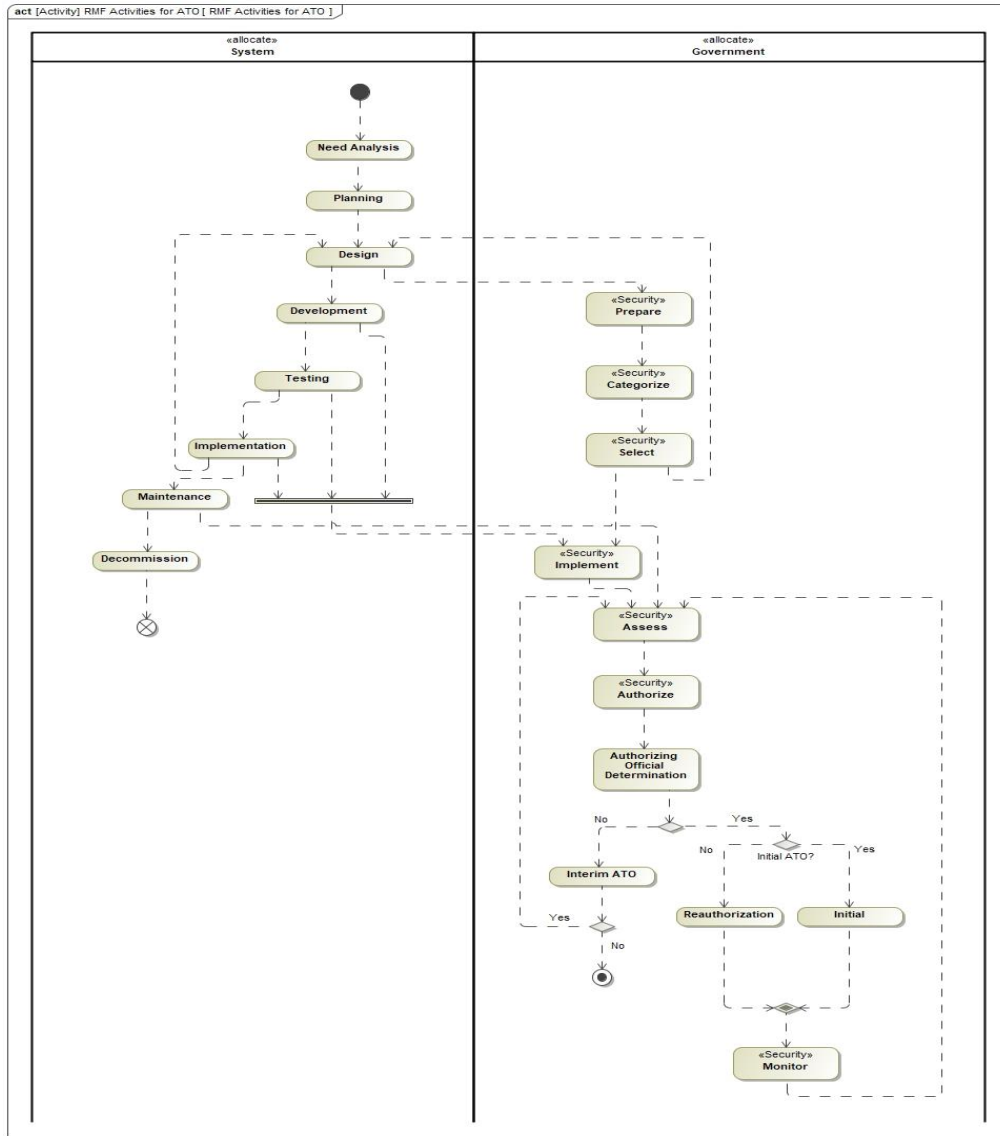 act [Activity] RMF Activities for ATO [ RMF Activities for ATO ]
«allocate»
System
«allocate»
Government
Need Analysis
Planning
Design
Development
Testing
Implementation
Maintenance
Decommission
«Security»
Prepare
«Security»
Categorize
«Security»
Select
«Security»
Implement
«Security»
Assess
«Security»
Authorize
Authorizing
Official
Determination
No
Yes
Interim ATO
Yes
No
No
Initial ATO?
Yes
Reauthorization
Initial
«Security»
Monitor